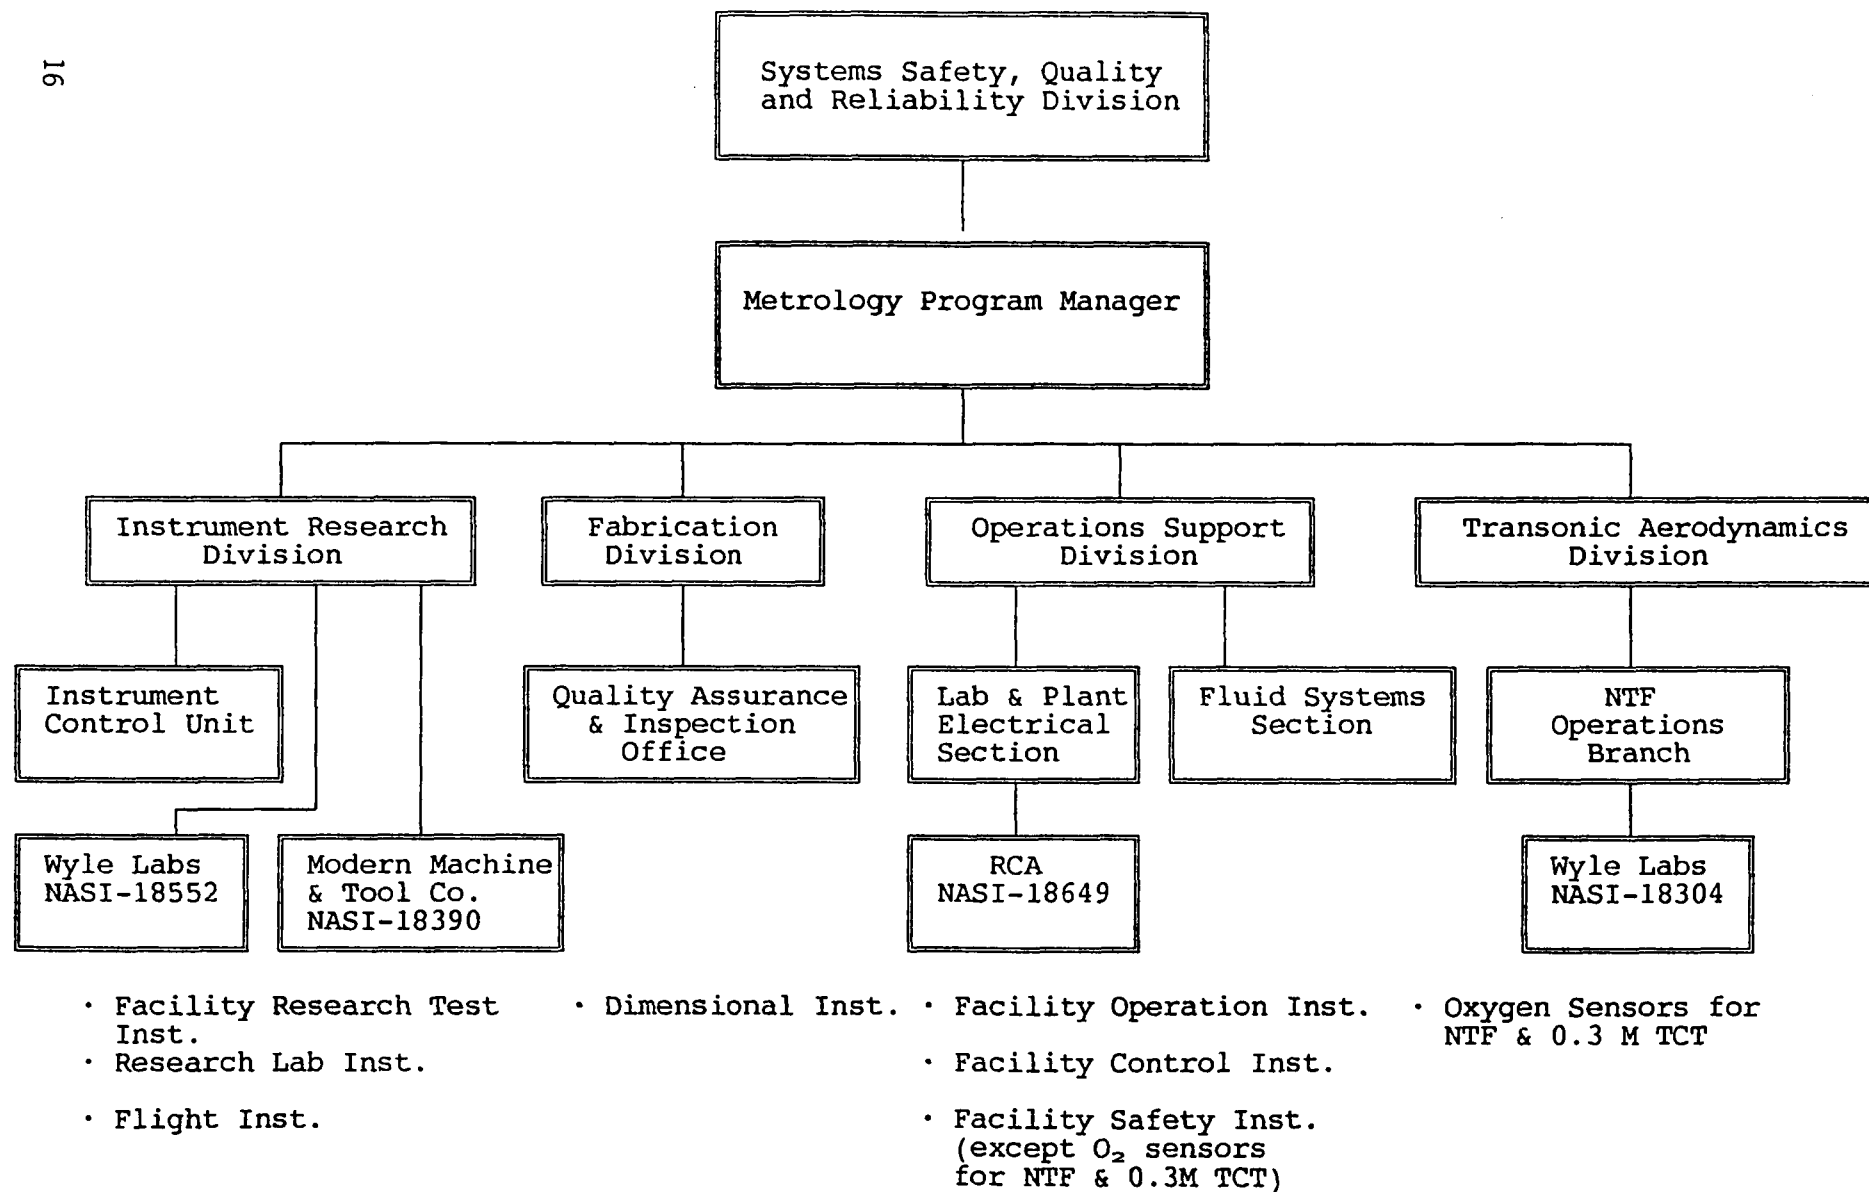 16
Systems Safety, Quality
and Reliability Division
Metrology Program Manager
Instrument Research
Division
Fabrication
Division
Operations Support
Division
Transonic Aerodynamics
Division
Instrument
Control Unit
Quality Assurance
& Inspection
Office
Lab & Plant
Electrical
Section
Fluid Systems
Section
NTF
Operations
Branch
Wyle Labs
NASI-18552
Modern Machine
& Tool Co.
NASI-18390
RCA
NASI-18649
Wyle Labs
NASI-18304
· Facility Research Test
Inst.
· Research Lab Inst.
· Flight Inst.
· Dimensional Inst.
· Facility Operation Inst.
· Facility Control Inst.
· Facility Safety Inst.
(except O₂ sensors
for NTF & 0.3M TCT)
· Oxygen Sensors for
NTF & 0.3 M TCT